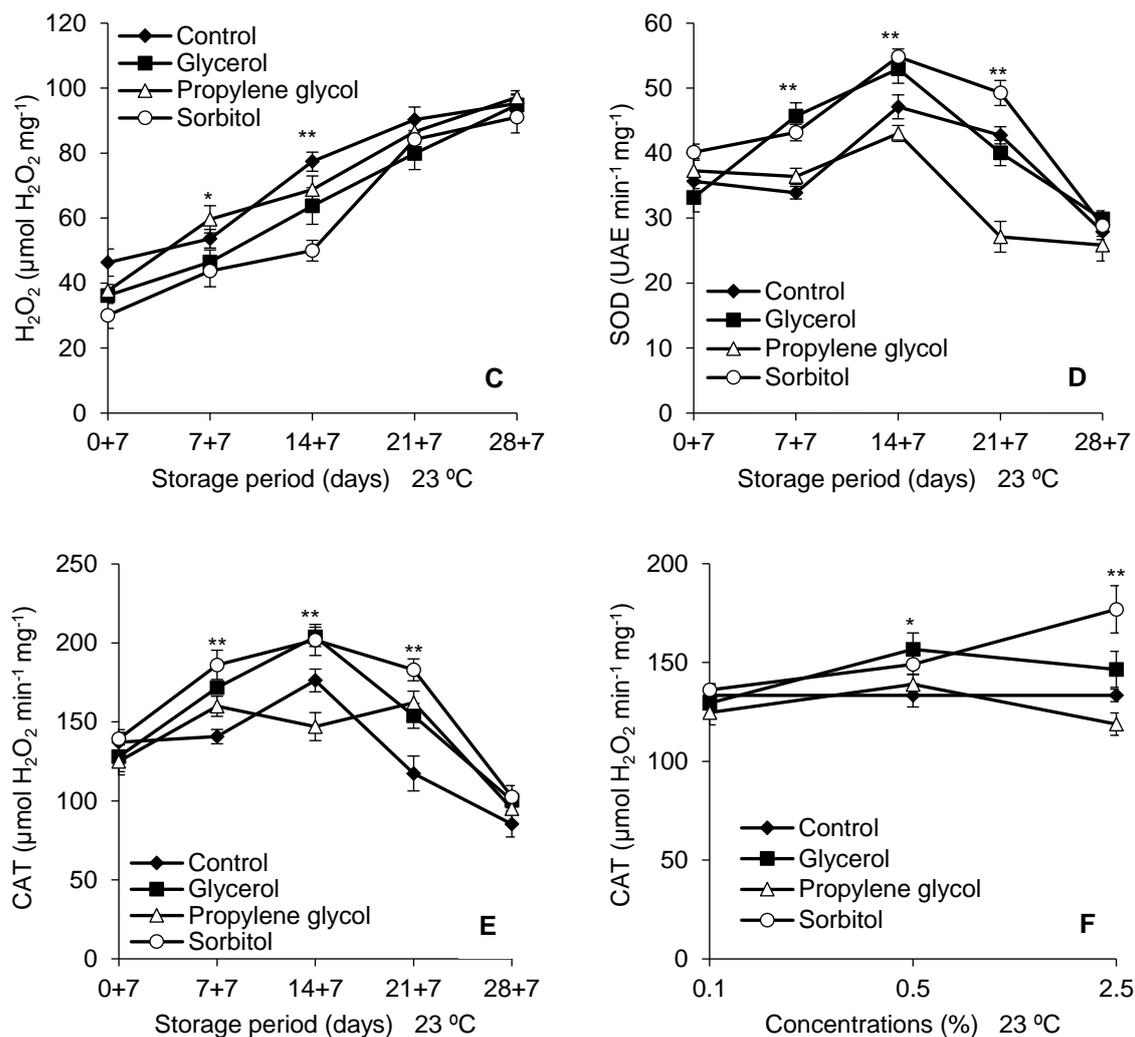 120
100
80
60
40
20
0
H₂O₂ (µmol H₂O₂ mg⁻¹)
Control
Glycerol
Propylene glycol
Sorbitol
*
**
C
0+7 7+7 14+7 21+7 28+7
Storage period (days) 23 ºC
60
50
40
30
20
10
0
SOD (UAE min⁻¹ mg⁻¹)
**
**
**
Control
Glycerol
Propylene glycol
Sorbitol
D
0+7 7+7 14+7 21+7 28+7
Storage period (days) 23 ºC
250
200
150
100
50
0
CAT (µmol H₂O₂ min⁻¹ mg⁻¹)
**
**
**
Control
Glycerol
Propylene glycol
Sorbitol
E
0+7 7+7 14+7 21+7 28+7
Storage period (days) 23 ºC
200
150
100
50
0
CAT (µmol H₂O₂ min⁻¹ mg⁻¹)
*
**
Control
Glycerol
Propylene glycol
Sorbitol
F
0.1 0.5 2.5
Concentrations (%) 23 ºC